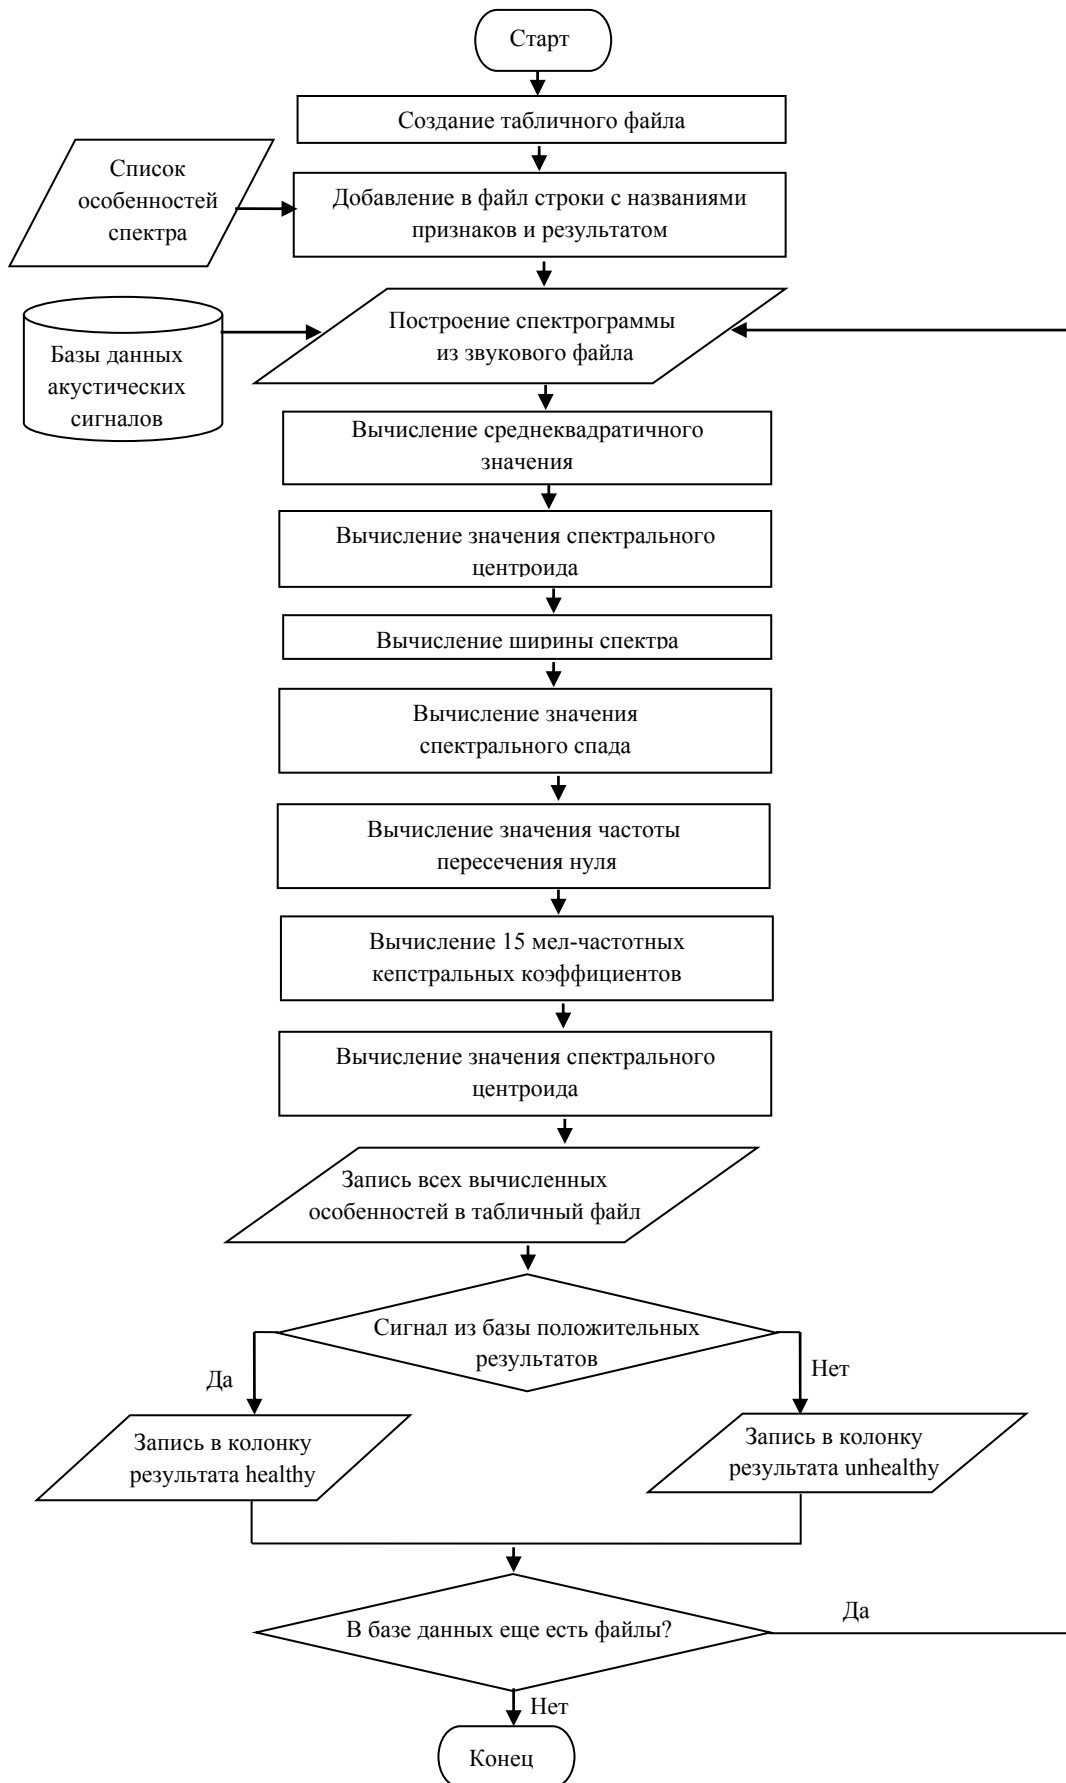 Старт
Создание табличного файла
Список
особенностей
спектра
Добавление в файл строки с названиями
признаков и результатом
Базы данных
акустических
сигналов
Построение спектрограммы
из звукового файла
Вычисление среднеквадратичного
значения
Вычисление значения спектрального
центроида
Вычисление ширины спектра
Вычисление значения
спектрального спада
Вычисление значения частоты
пересечения нуля
Вычисление 15 мел-частотных
кепстральных коэффициентов
Вычисление значения спектрального
центроида
Запись всех вычисленных
особенностей в табличный файл
Сигнал из базы положительных
результатов
Да
Нет
Запись в колонку
результата healthy
Запись в колонку
результата unhealthy
В базе данных еще есть файлы?
Да
Нет
Конец